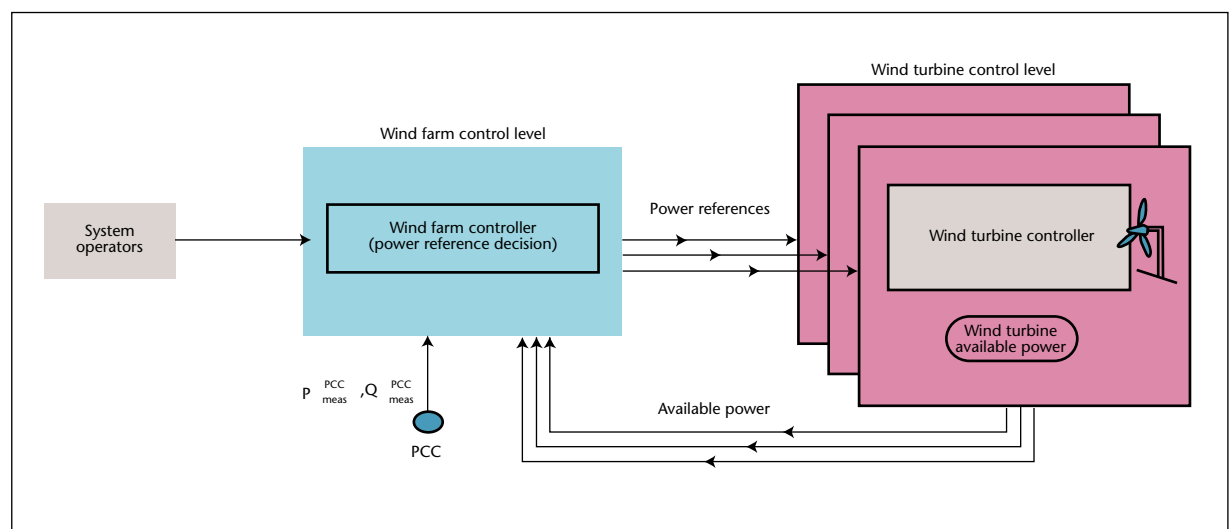 Wind turbine control level
Wind farm control level
System
operators
Wind farm controller
(power reference decision)
Power references
Wind turbine controller
Wind turbine
available power
P PCC meas ,Q PCC meas
Available power
PCC